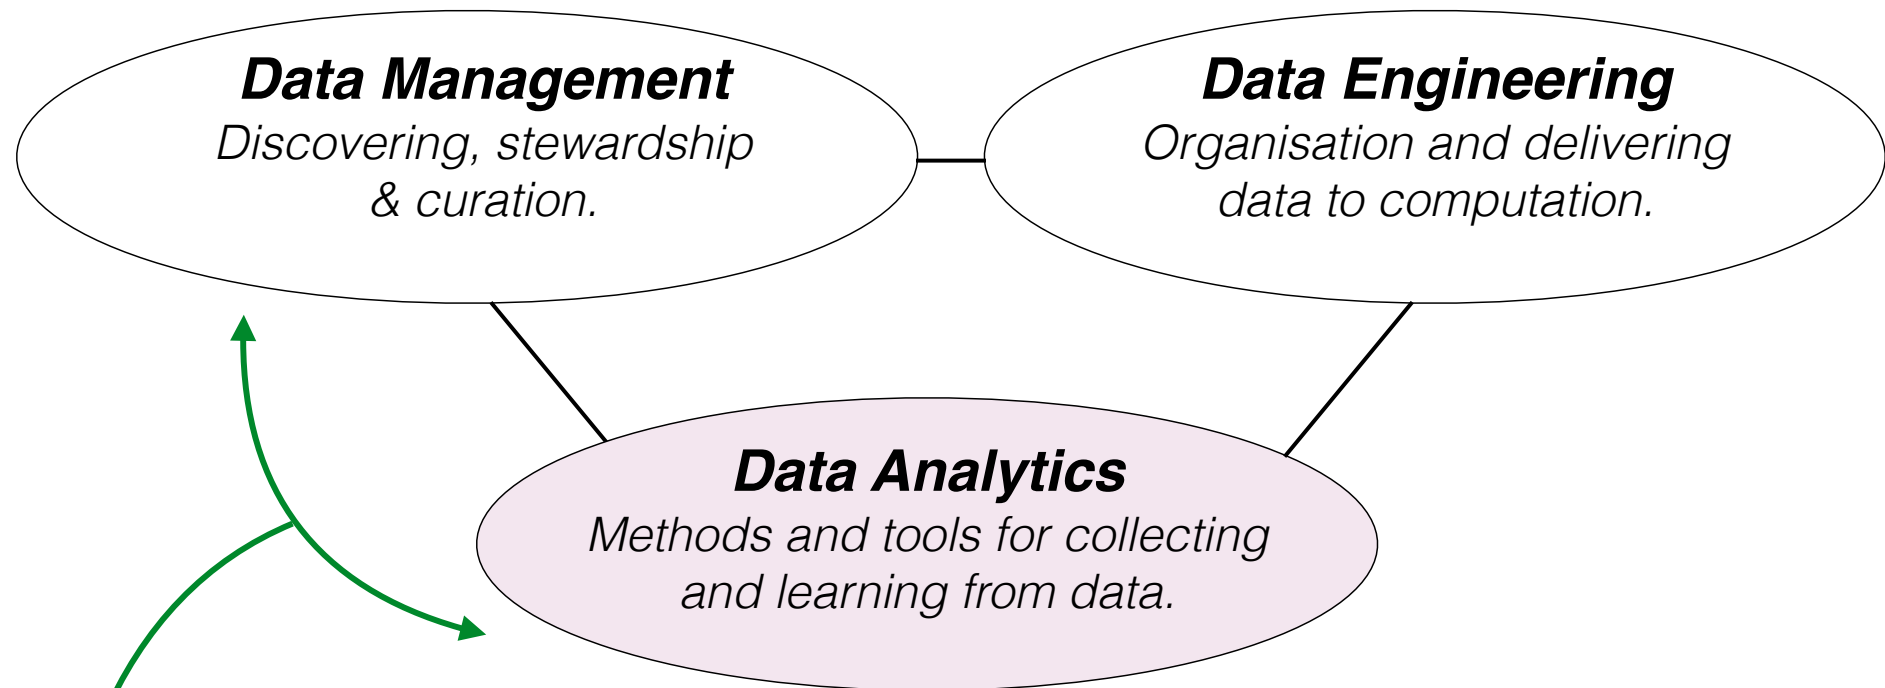 Data Management
Discovering, stewardship
& curation.
Data Engineering
Organisation and delivering
data to computation.
Data Analytics
Methods and tools for collecting
and learning from data.